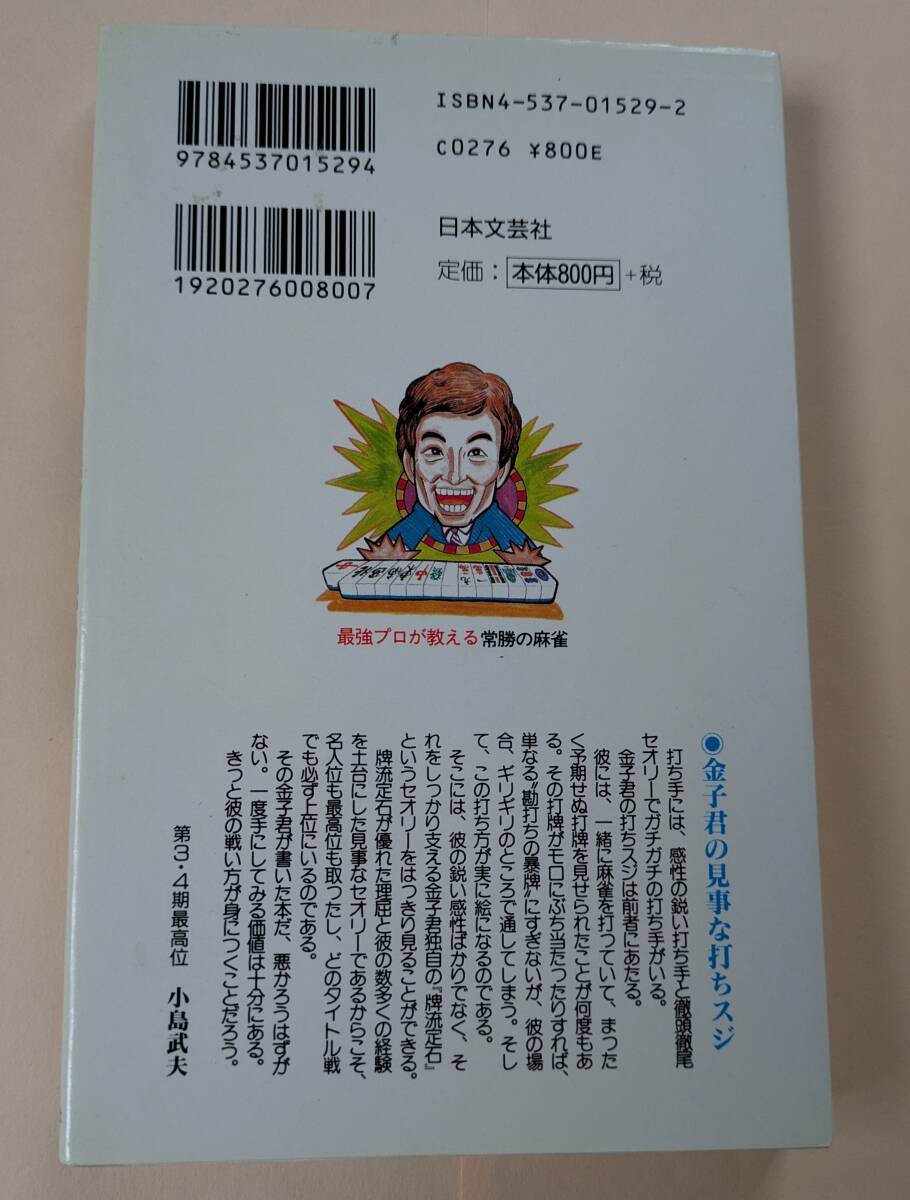 ISBN4-537-01529-2
9784537015294
C0276 ¥800E
日本文芸社
1920276008007
定価：本体800円+税
最強プロが教える常勝の麻雀
●金子君の見事な打ちスジ
打ち手には、感性の鋭い打ち手と徹頭徹尾
セオリーでガチガチの打ち手がいる。
金子君の打ちスジは前者にあたる。
彼には、一緒に麻雀を打っていて、まった
く予期せぬ打牌を見せられたことが何度もあ
る。その打牌がモロにぶち当たったりすれば、
単なる〝勘打ちの暴牌〟にすぎないが、彼の場
合、ギリギリのところで通してしまう。そし
て、この打ち方が実に絵になるのである。
そこには、彼の鋭い感性ばかりでなく、そ
れをしっかり支える金子君独自の『牌流定石』
というセオリーをはっきり見ることができる。
牌流定石が優れた理屈と彼の数多くの経験
を土台にした見事なセオリーであるからこそ、
名人位も最高位も取ったし、どのタイトル戦
でも必ず上位にいるのである。
その金子君が書いた本だ、悪かろうはずが
ない。一度手にしてみる価値は十分にある。
きっと彼の戦い方が身につくことだろう。
第3・4期最高位 小島武夫